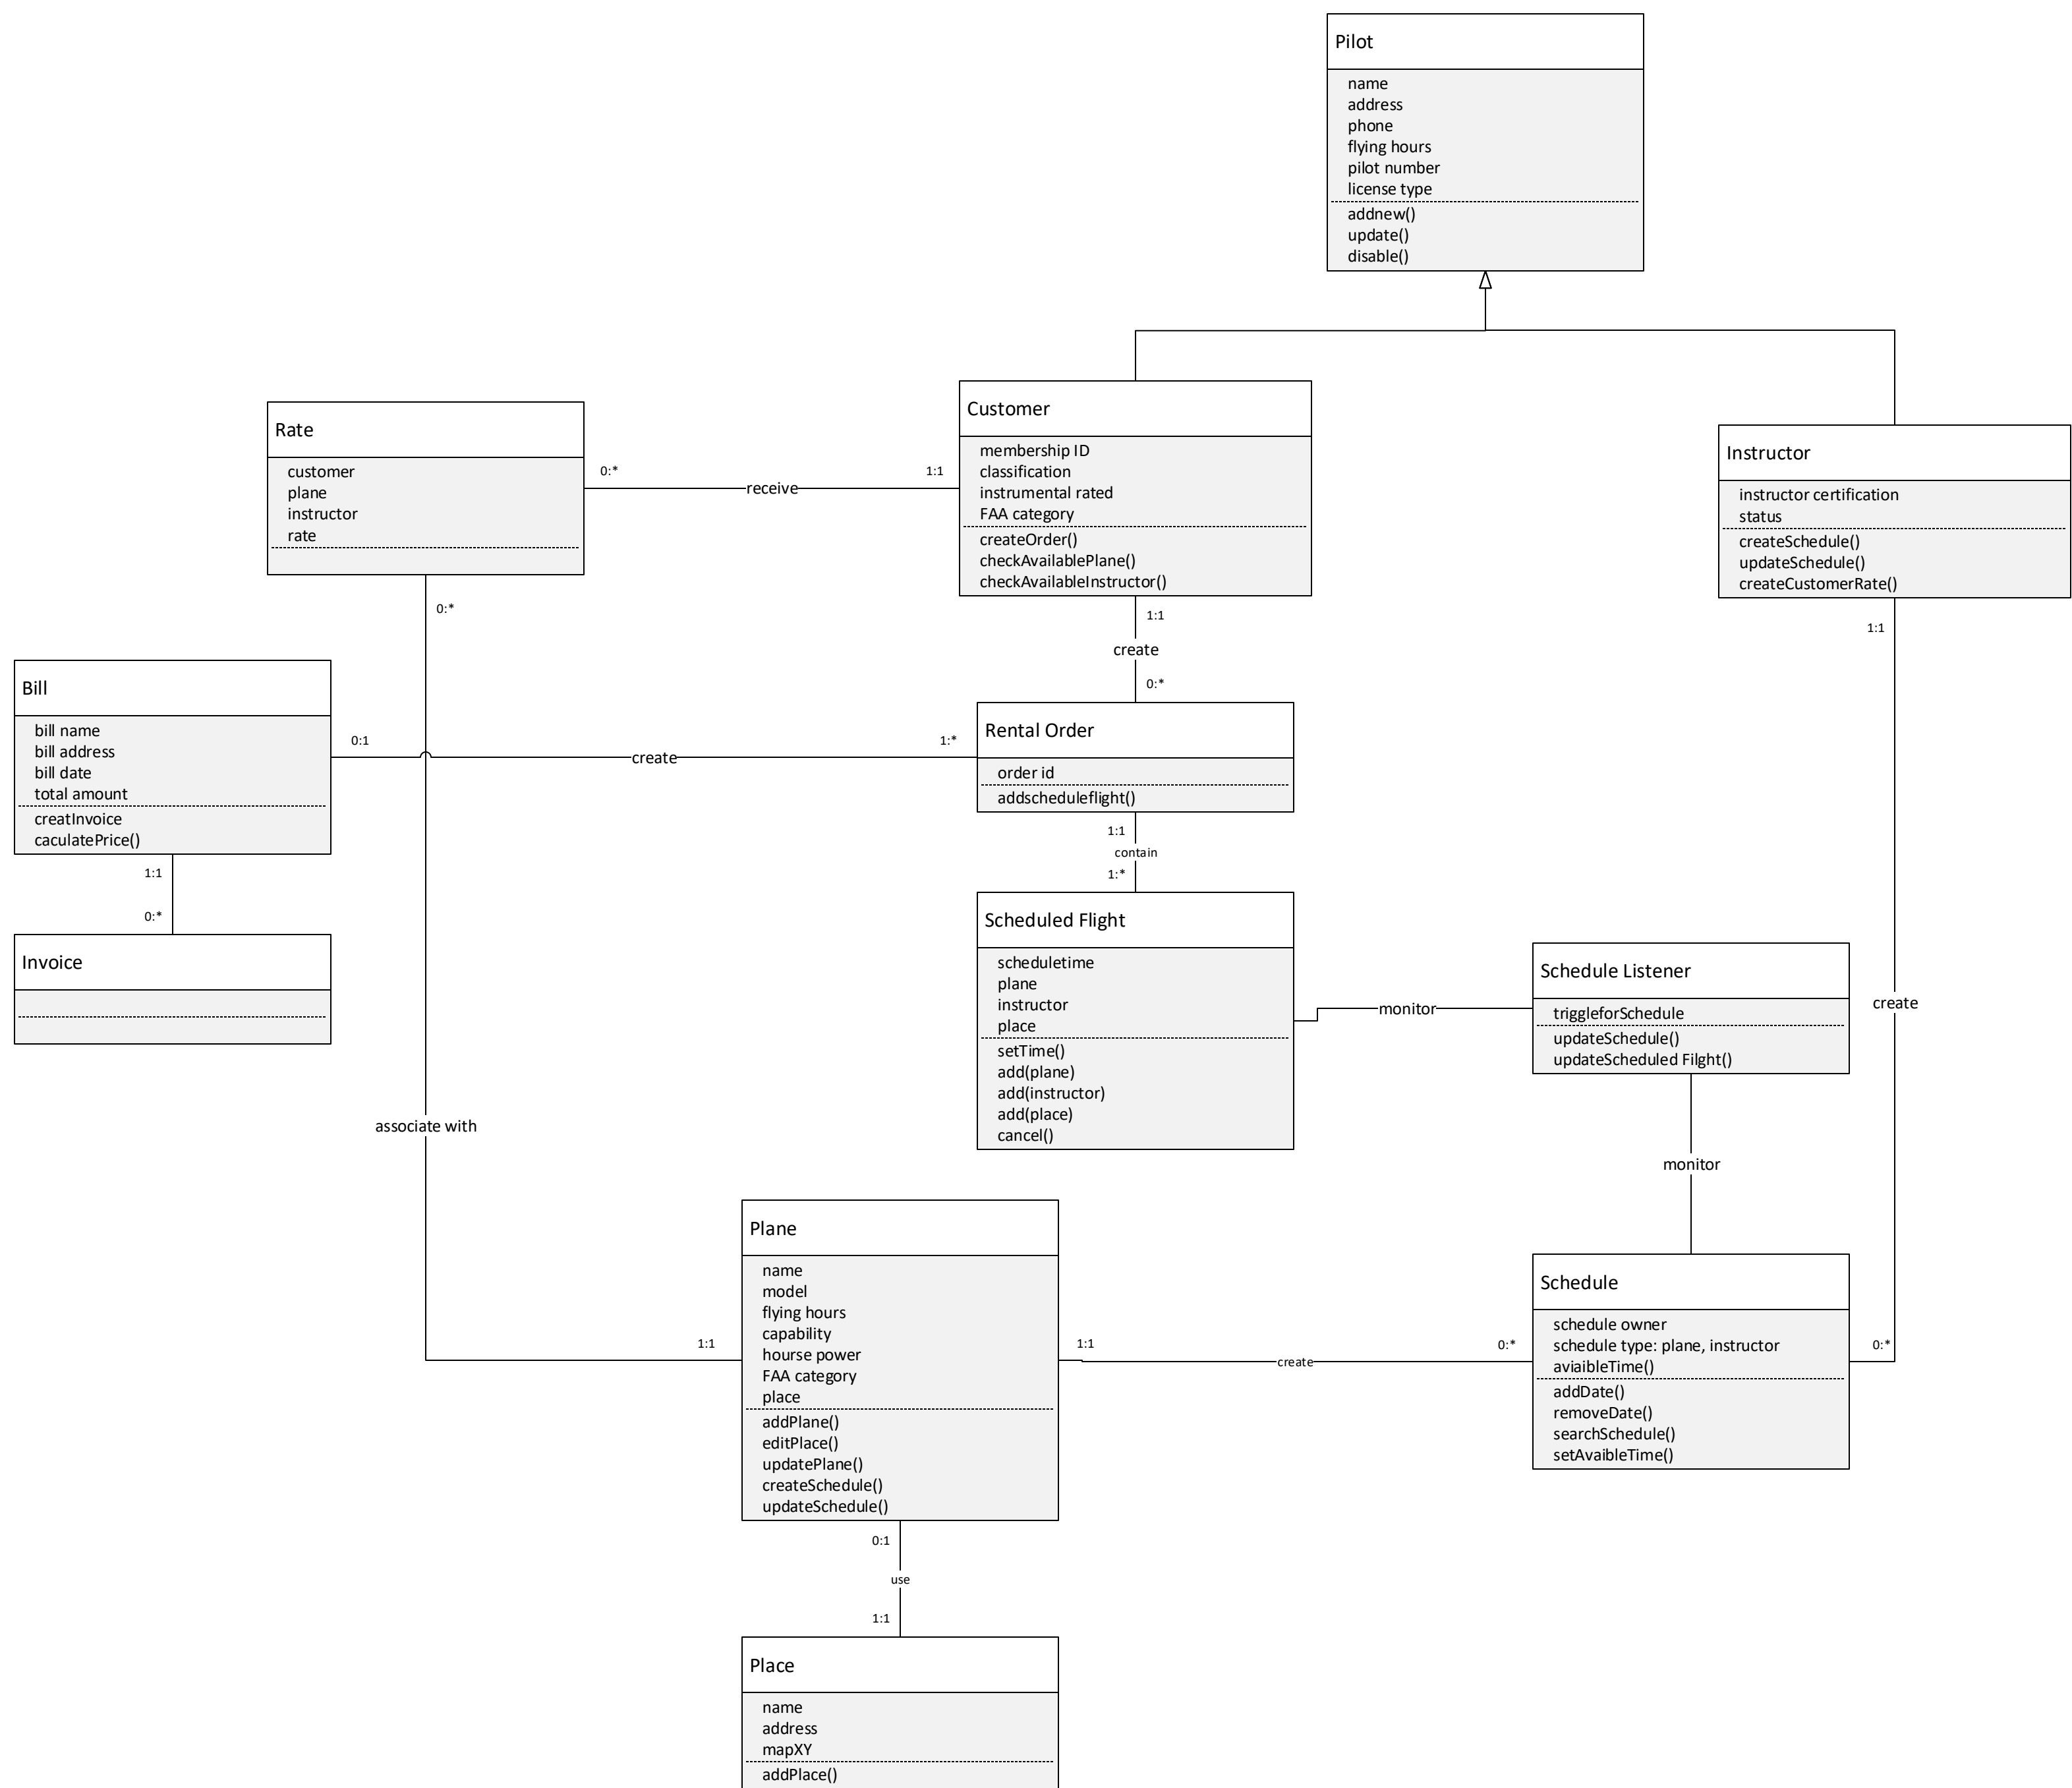 Pilot
name
address
phone
flying hours
pilot number
license type
addnew()
update()
disable()
Customer
membership ID
classification
instrumental rated
FAA category
createOrder()
checkAvailablePlane()
checkAvailableInstructor()
Rate
customer
plane
instructor
rate
0:*
receive
1:1
Instructor
instructor certification
status
createSchedule()
updateSchedule()
createCustomerRate()
0:*
1:1
create
0:*
1:1
Bill
bill name
bill address
bill date
total amount
creatInvoice
caculatePrice()
0:1
create
1:*
Rental Order
order id
addscheduleflight()
1:1
contain
1:*
1:1
0:*
Invoice
Scheduled Flight
scheduletime
plane
instructor
place
setTime()
add(plane)
add(instructor)
add(place)
cancel()
monitor
Schedule Listener
triggleforSchedule
updateSchedule()
updateScheduled Filght()
create
associate with
monitor
Plane
name
model
flying hours
capability
hourse power
FAA category
place
addPlane()
editPlace()
updatePlane()
createSchedule()
updateSchedule()
1:1
1:1
create
0:*
Schedule
schedule owner
schedule type: plane, instructor
aviaibleTime()
addDate()
removeDate()
searchSchedule()
setAvaibleTime()
0:*
0:1
use
1:1
Place
name
address
mapXY
addPlace()